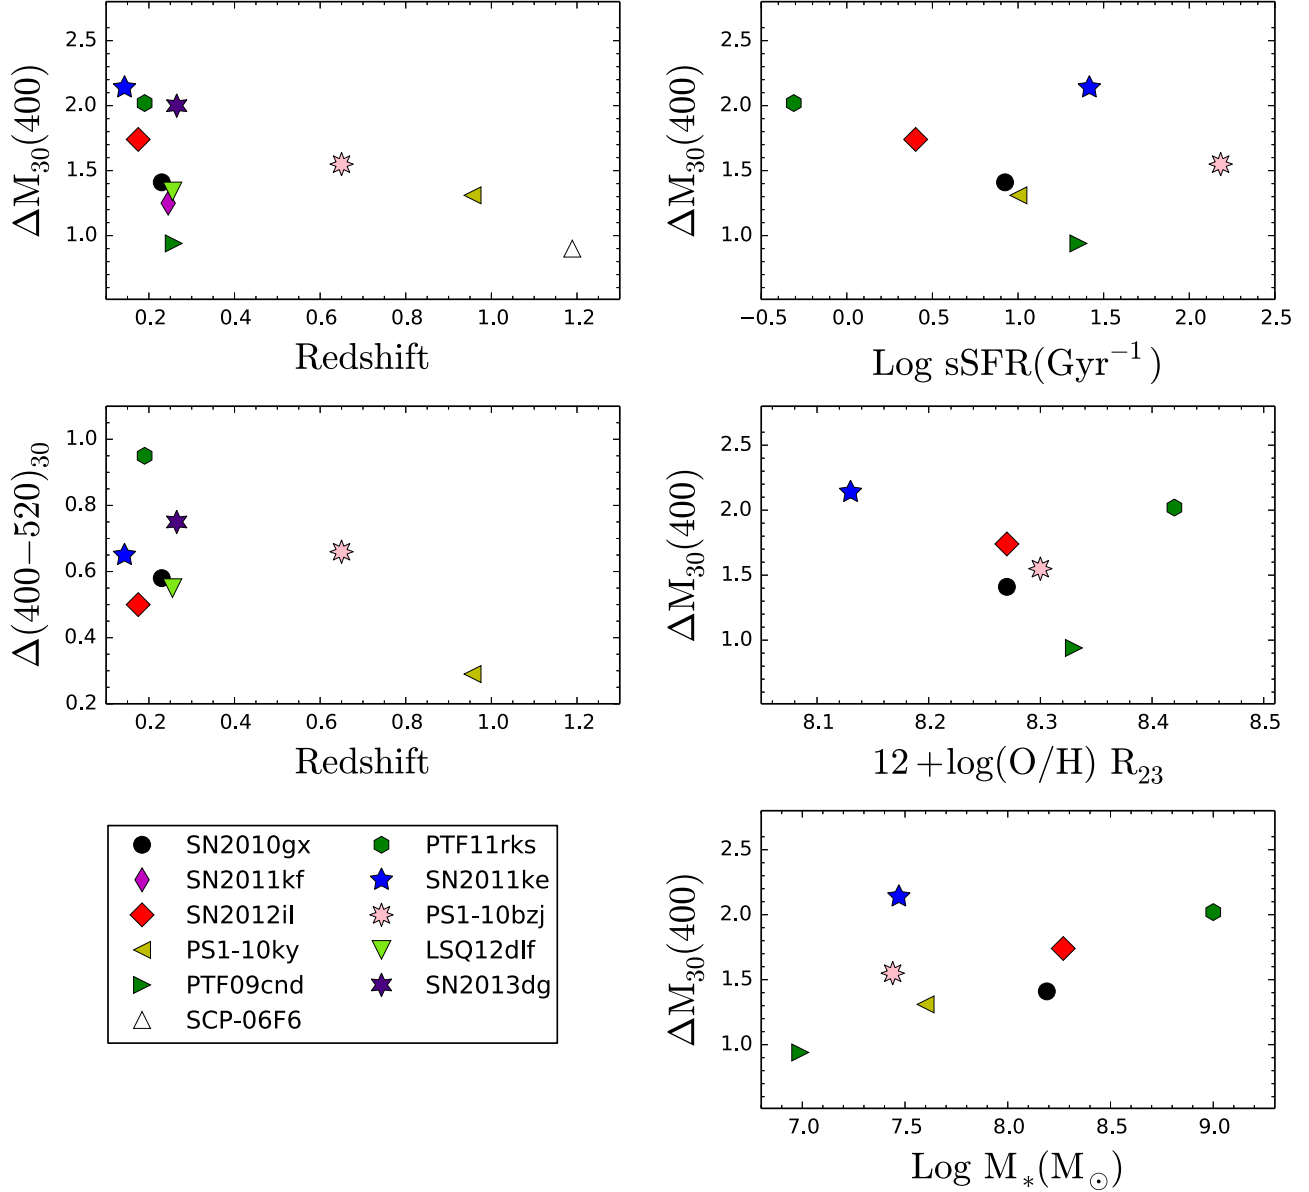 ΔM₃₀(400)
2.5
2.0
1.5
1.0
0.2 0.4 0.6 0.8 1.0 1.2
Redshift
ΔM₃₀(400)
2.5
2.0
1.5
1.0
−0.5 0.0 0.5 1.0 1.5 2.0 2.5
Log sSFR(Gyr⁻¹)
Δ(400−520)₃₀
1.0
0.8
0.6
0.4
0.2
0.2 0.4 0.6 0.8 1.0 1.2
Redshift
ΔM₃₀(400)
2.5
2.0
1.5
1.0
8.1 8.2 8.3 8.4 8.5
12+log(O/H) R₂₃
SN2010gx
SN2011kf
SN2012il
PS1-10ky
PTF09cnd
SCP-06F6
PTF11rks
SN2011ke
PS1-10bzj
LSQ12dlf
SN2013dg
ΔM₃₀(400)
2.5
2.0
1.5
1.0
7.0 7.5 8.0 8.5 9.0
Log M∗(M⊙)